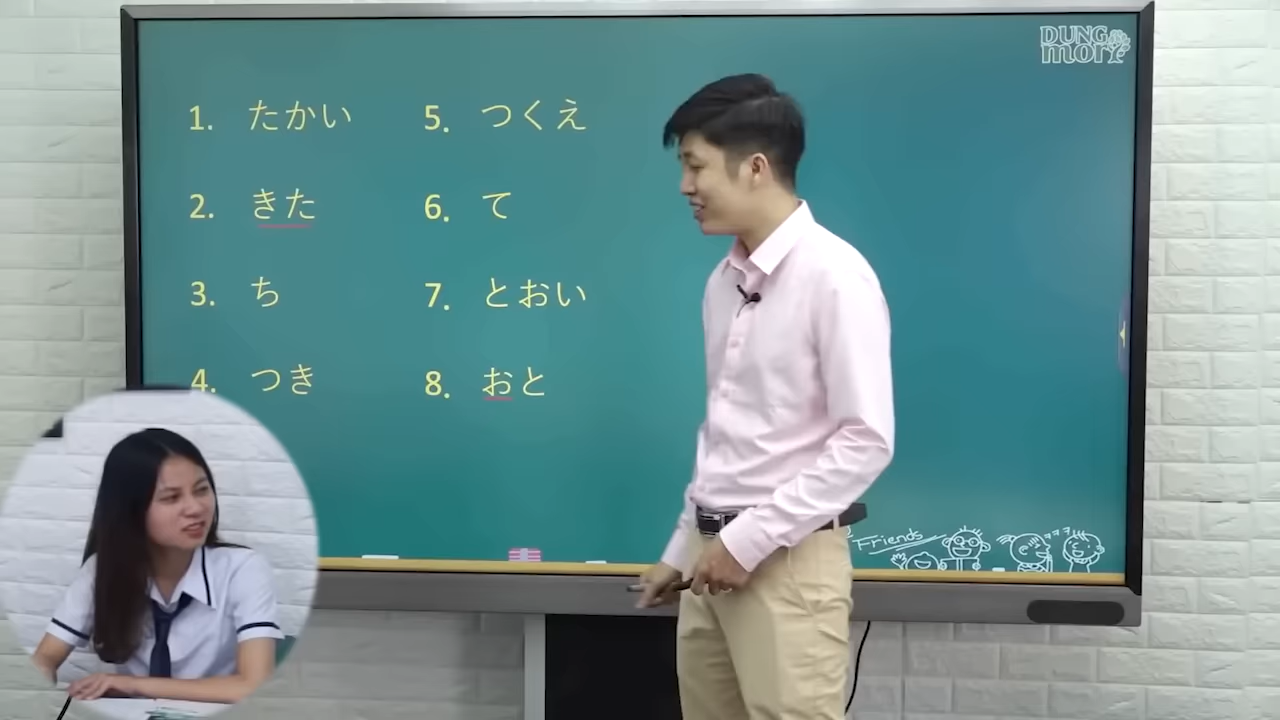 DUNG
mori
1. たかい
2. きた
3. ち
4. つき
5. つくえ
6. て
7. とおい
8. おと
Friends